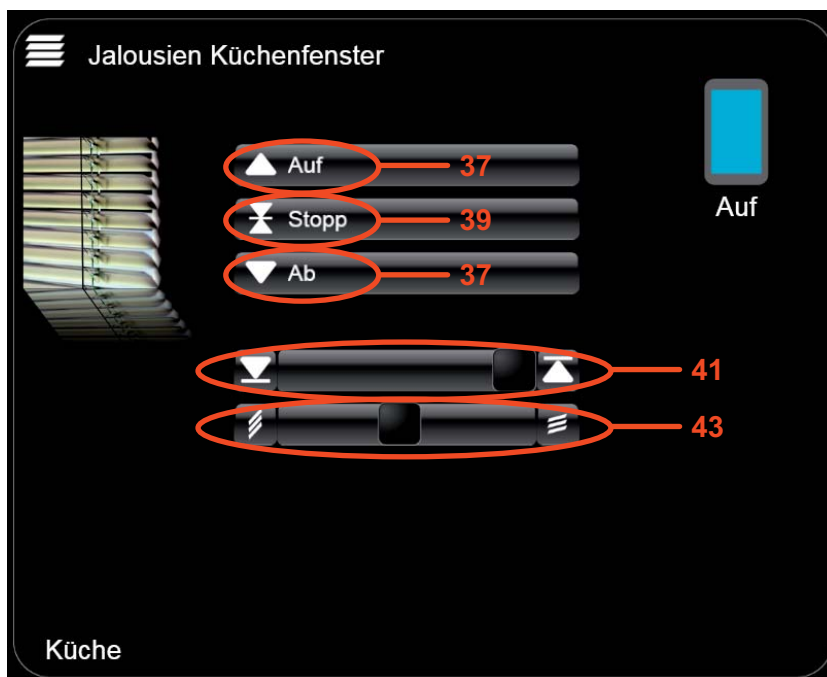 Jalousien Küchenfenster
Auf 37
Stopp 39
Ab 37
Auf
41
43
Küche